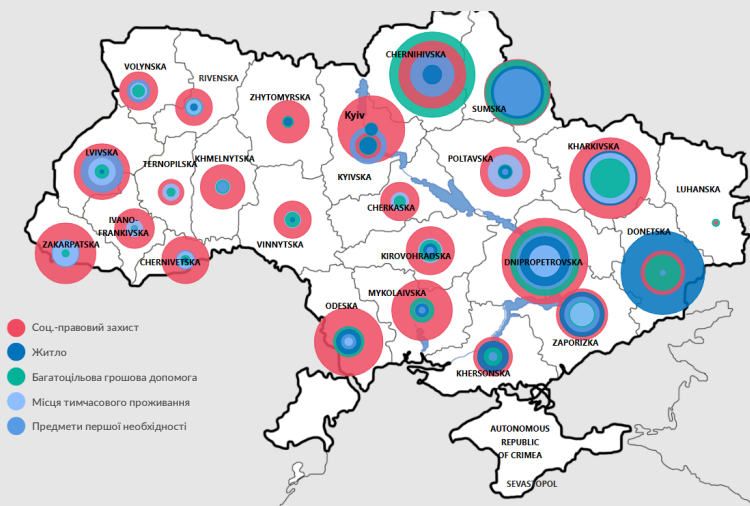 CHERNIHIVSKA
VOLYNSKA
RIVENSKA
ZHYTOMYRSKA
SUMSKA
Kyiv
KHARKIVSKA
LVIVSKA
TERNOPILSKA
KHMELNYTSKA
KYIVSKA
POLTAVSKA
LUHANSKA
CHERKASKA
IVANO-
FRANKIVSKA
VINNYTSKA
DONETSKA
ZAKARPATSKA
CHERNIVETSKA
KIROVOHRADSKA
DNIPROPETROVSKA
MYKOLAIVSKA
ODESKA
ZAPORIZKA
KHERSONSKA
Соц.-правовий захист
Житло
Багатоцільова грошова допомога
Місця тимчасового проживання
Предмети першої необхідності
AUTONOMOUS
REPUBLIC
OF CRIMEA
SEVASTOPOL